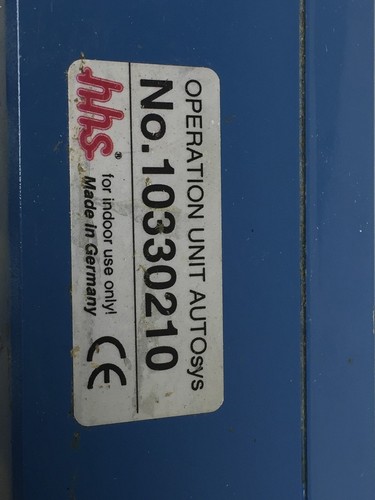 OPERATION UNIT AUTOsys
No. 10330210
hhs®
for indoor use only!
Made in Germany
CE